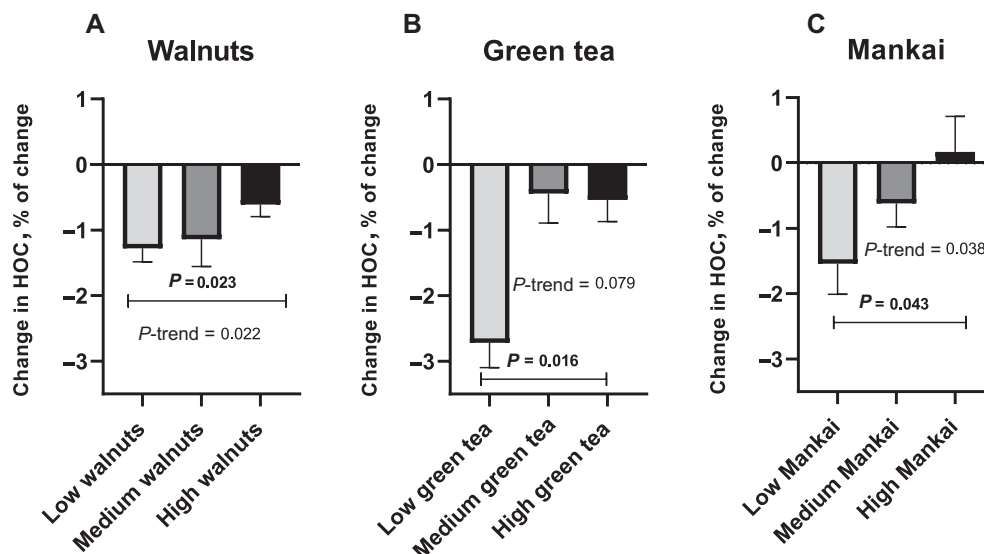 A
Walnuts
Change in HOC, % of change
1
0
−1
−2
−3
P = 0.023
P-trend = 0.022
Low walnuts
Medium walnuts
High walnuts
B
Green tea
Change in HOC, % of change
1
0
−1
−2
−3
P-trend = 0.079
P = 0.016
Low green tea
Medium green tea
High green tea
C
Mankai
Change in HOC, % of change
1
0
−1
−2
−3
P-trend = 0.038
P = 0.043
Low Mankai
Medium Mankai
High Mankai